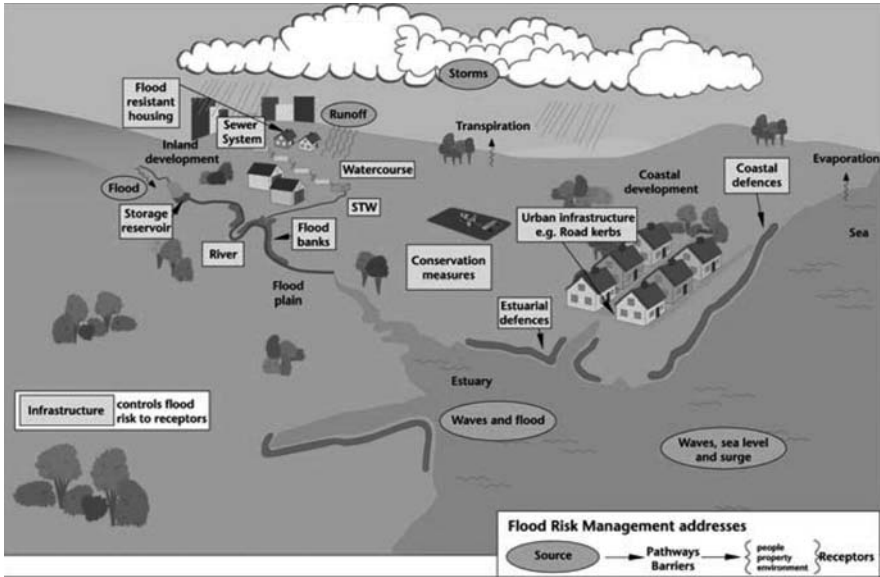 Storms
Flood
resistant
housing
Runoff
Sewer
System
Transpiration
Inland
development
Watercourse
Coastal
defences
Evaporation
Coastal
development
Flood
STW
Storage
reservoir
Urban infrastructure
e.g. Road kerbs
Sea
River
Flood
banks
Conservation
measures
Flood
plain
Estuarial
defences
Estuary
Infrastructure
controls flood
risk to receptors
Waves and flood
Waves, sea level
and surge
Flood Risk Management addresses
Source
Pathways
Barriers
people
property
environment
Receptors